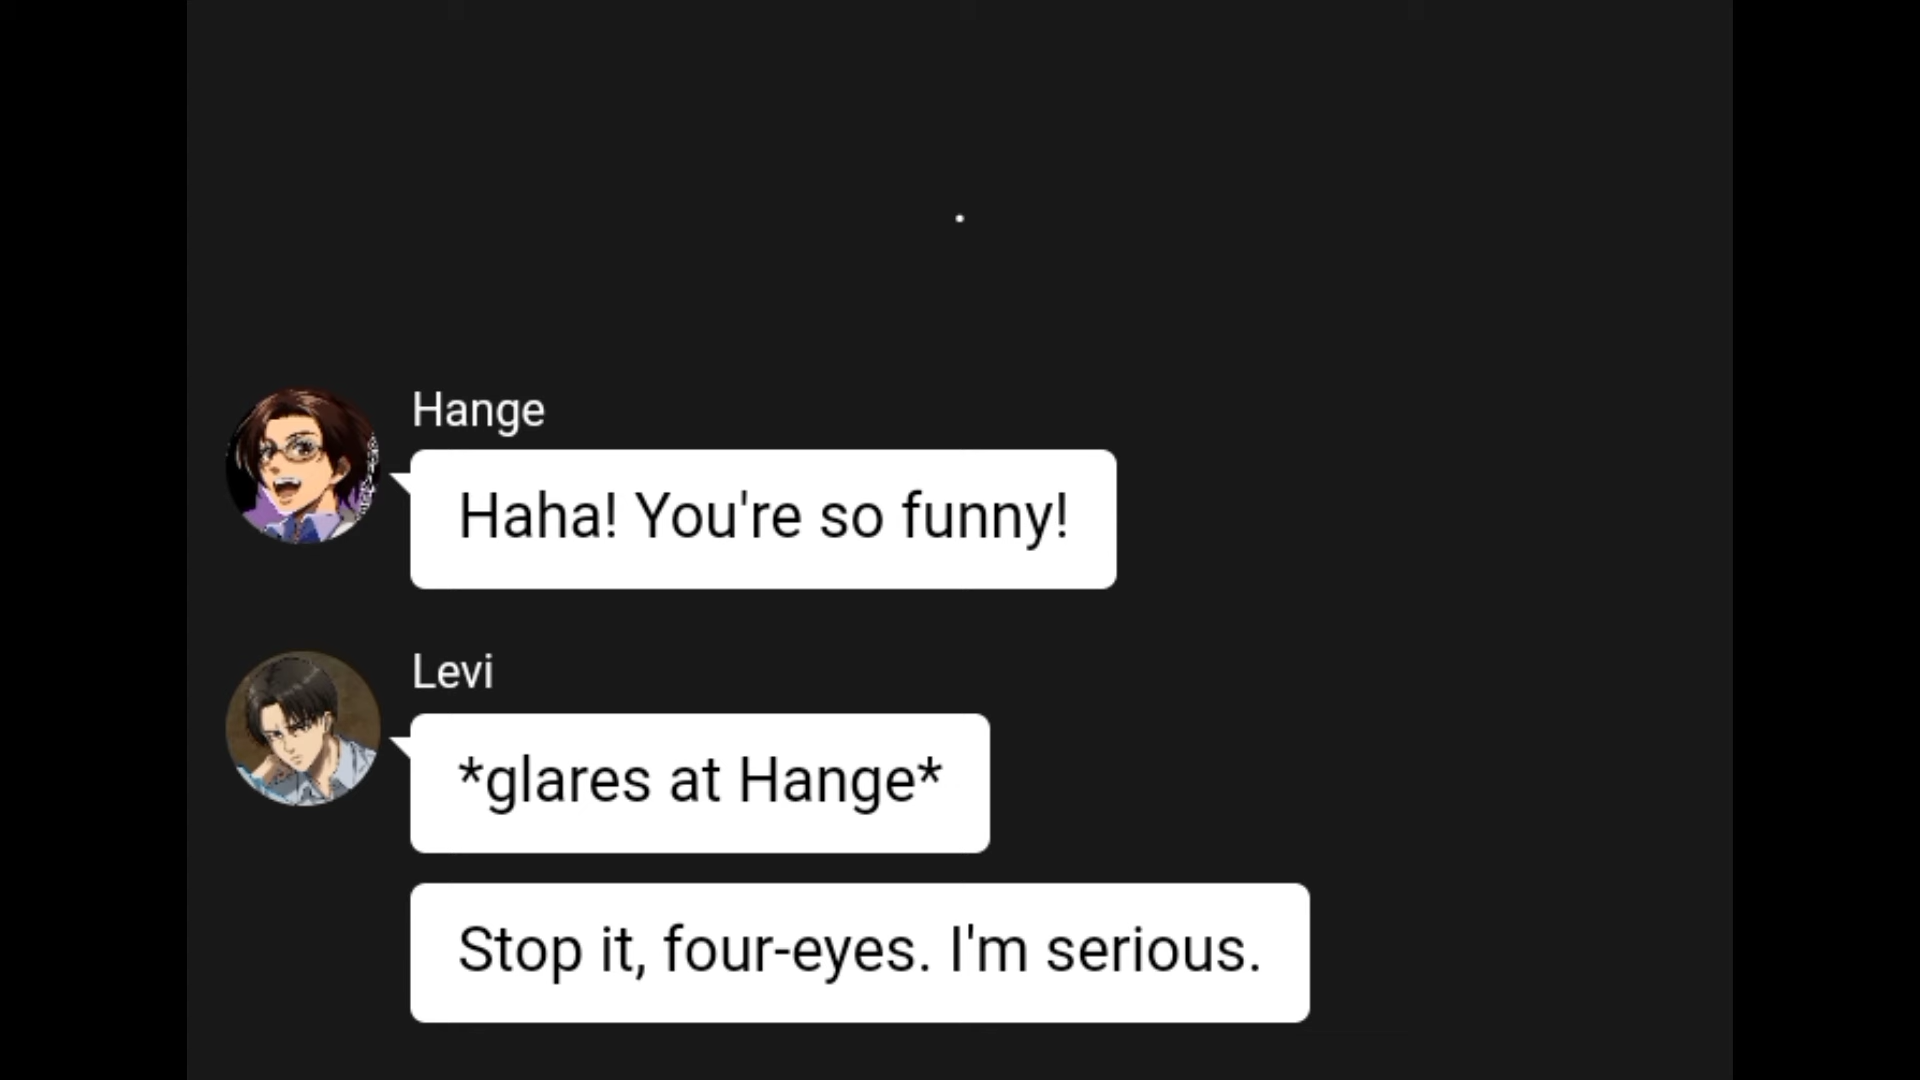 Hange
Haha! You're so funny!
Levi
*glares at Hange*
Stop it, four-eyes. I'm serious.